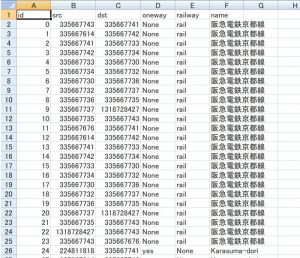 A B C D E F G H
1 id src dst oneway railway name
2 0 335667743 335667741 None rail 阪急電鉄京都線
3 1 335667614 335667742 None rail 阪急電鉄京都線
4 2 335667741 335667733 None rail 阪急電鉄京都線
5 3 335667742 335667734 None rail 阪急電鉄京都線
6 4 None rail 阪急電鉄京都線
7 5 None rail 阪急電鉄京都線
8 6 335667730 335667736 None rail 阪急電鉄京都線
9 7 335667732 335667737 None rail 阪急電鉄京都線
10 8 335667736 335667735 None rail 阪急電鉄京都線
11 9 335667737 1318728427 None rail 阪急電鉄京都線
12 10 335667735 335667743 None rail 阪急電鉄京都線
13 11 335667676 335667741 None rail 阪急電鉄京都線
14 12 335667614 335667742 None rail 阪急電鉄京都線
15 13 335667741 335667733 None rail 阪急電鉄京都線
16 14 335667742 335667734 None rail 阪急電鉄京都線
17 15 335667733 335667730 None rail 阪急電鉄京都線
18 16 335667734 335667732 None rail 阪急電鉄京都線
19 17 335667730 335667736 None rail 阪急電鉄京都線
20 18 335667732 335667737 None rail 阪急電鉄京都線
21 19 335667736 335667735 None rail 阪急電鉄京都線
22 20 335667737 1318728427 None rail 阪急電鉄京都線
23 21 335667735 335667743 None rail 阪急電鉄京都線
24 22 1318728427 335667743 None rail 阪急電鉄京都線
25 23 335667743 335667676 None rail 阪急電鉄京都線
26 24 224811818 335667741 yes None Karasuma-dori